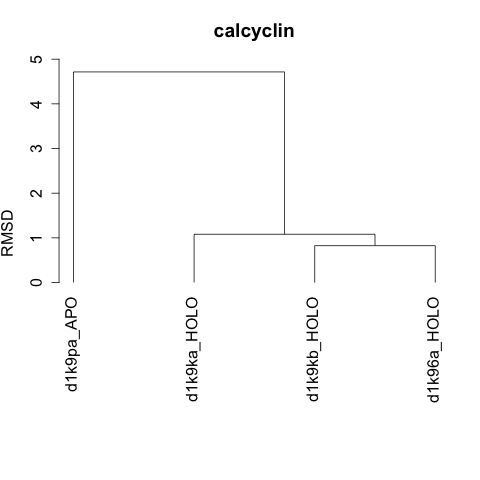 calcyclin
5
4
3
2
1
0
RMSD
d1k9pa_APO
d1k9ka_HOLO
d1k9kb_HOLO
d1k96a_HOLO